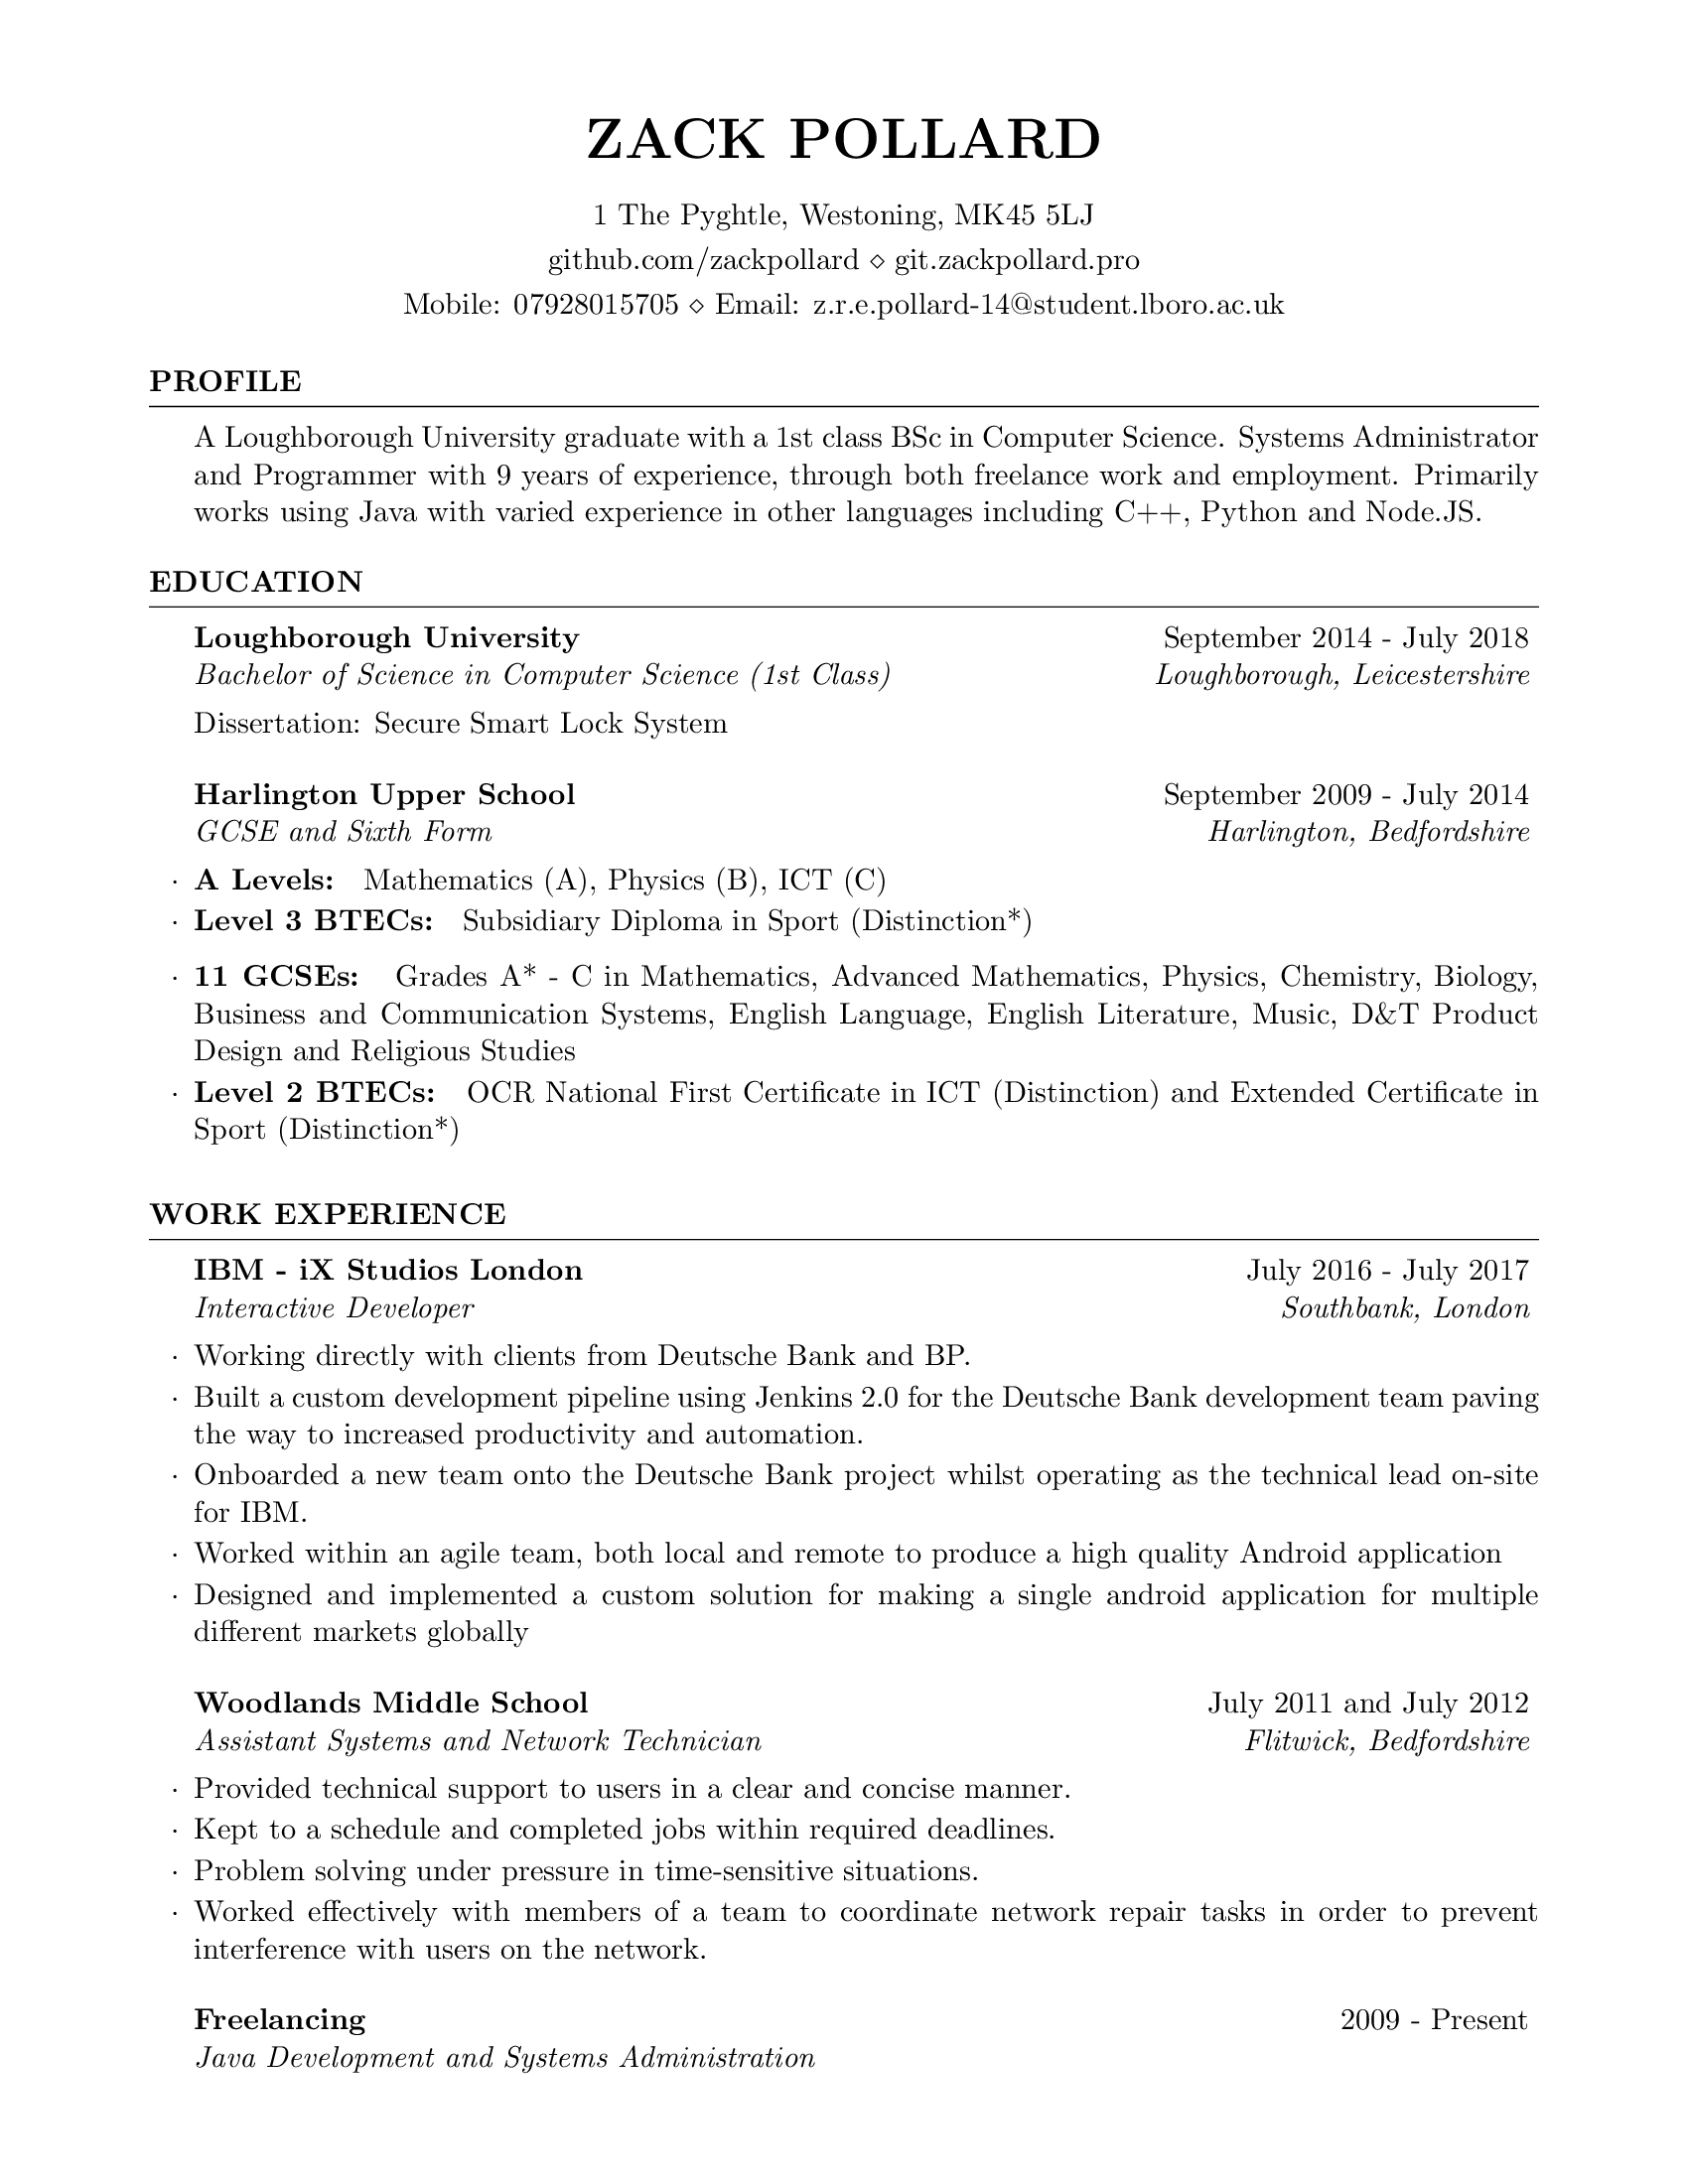 ZACK POLLARD
1 The Pyghtle, Westoning, MK45 5LJ
github.com/zackpollard ⋄ git.zackpollard.pro
Mobile: 07928015705 ⋄ Email: z.r.e.pollard-14@student.lboro.ac.uk
PROFILE
A Loughborough University graduate with a 1st class BSc in Computer Science. Systems Administrator
and Programmer with 9 years of experience, through both freelance work and employment. Primarily
works using Java with varied experience in other languages including C++, Python and Node.JS.
EDUCATION
Loughborough University September 2014 - July 2018
Bachelor of Science in Computer Science (1st Class) Loughborough, Leicestershire
Dissertation: Secure Smart Lock System
Harlington Upper School September 2009 - July 2014
GCSE and Sixth Form Harlington, Bedfordshire
· A Levels: Mathematics (A), Physics (B), ICT (C)
· Level 3 BTECs: Subsidiary Diploma in Sport (Distinction*)
· 11 GCSEs: Grades A* - C in Mathematics, Advanced Mathematics, Physics, Chemistry, Biology,
Business and Communication Systems, English Language, English Literature, Music, D&T Product
Design and Religious Studies
· Level 2 BTECs: OCR National First Certificate in ICT (Distinction) and Extended Certificate in
Sport (Distinction*)
WORK EXPERIENCE
IBM - iX Studios London July 2016 - July 2017
Interactive Developer Southbank, London
· Working directly with clients from Deutsche Bank and BP.
· Built a custom development pipeline using Jenkins 2.0 for the Deutsche Bank development team paving
the way to increased productivity and automation.
· Onboarded a new team onto the Deutsche Bank project whilst operating as the technical lead on-site
for IBM.
· Worked within an agile team, both local and remote to produce a high quality Android application
· Designed and implemented a custom solution for making a single android application for multiple
different markets globally
Woodlands Middle School July 2011 and July 2012
Assistant Systems and Network Technician Flitwick, Bedfordshire
· Provided technical support to users in a clear and concise manner.
· Kept to a schedule and completed jobs within required deadlines.
· Problem solving under pressure in time-sensitive situations.
· Worked effectively with members of a team to coordinate network repair tasks in order to prevent
interference with users on the network.
Freelancing 2009 - Present
Java Development and Systems Administration